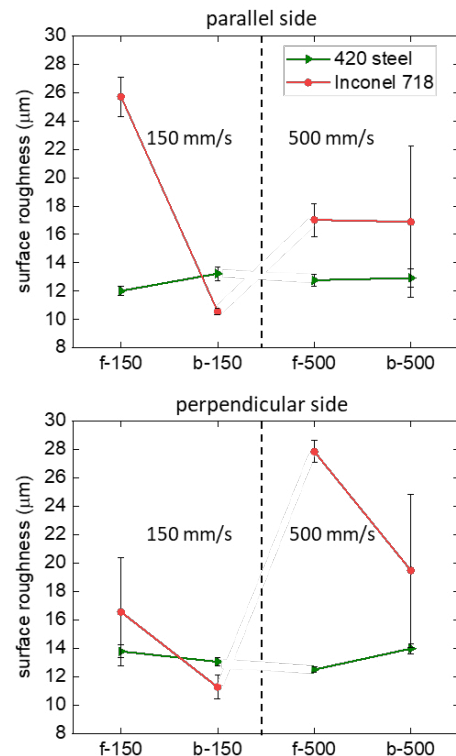 parallel side
surface roughness (μm)
30
28
26
24
22
20
18
16
14
12
10
8
420 steel
Inconel 718
150 mm/s
500 mm/s
f-150
b-150
f-500
b-500
perpendicular side
surface roughness (μm)
30
28
26
24
22
20
18
16
14
12
10
8
150 mm/s
500 mm/s
f-150
b-150
f-500
b-500